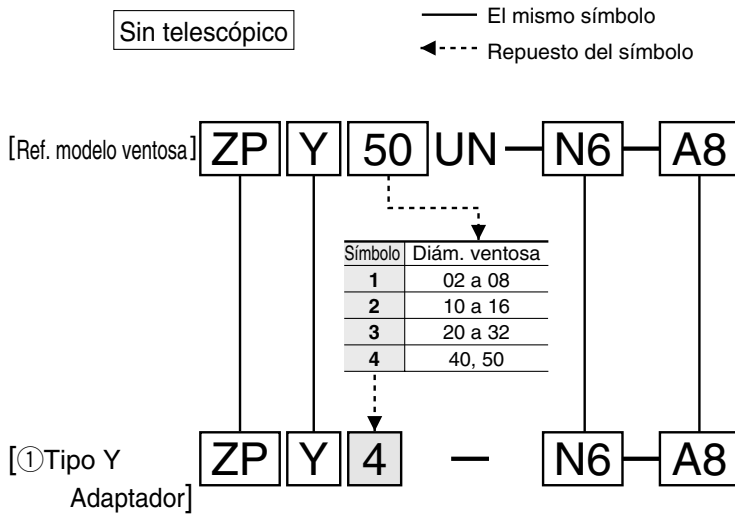 Sin telescópico
El mismo símbolo
Repuesto del símbolo
[Ref. modelo ventosa] ZP Y 50 UN — N6 — A8
Símbolo Diám. ventosa
1 02 a 08
2 10 a 16
3 20 a 32
4 40, 50
[①Tipo Y ZP Y 4 — N6 — A8
Adaptador]